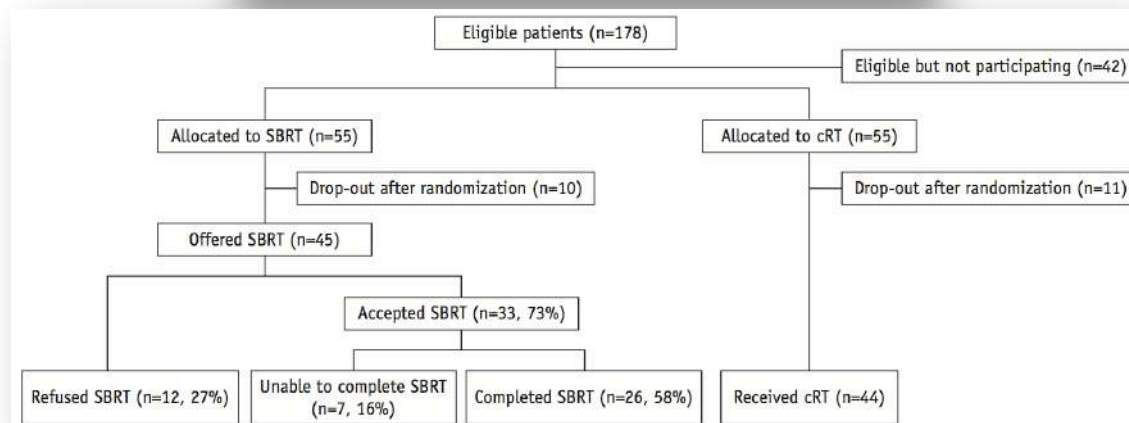 Eligible patients (n=178)
Eligible but not participating (n=42)
Allocated to SBRT (n=55)
Allocated to cRT (n=55)
Drop-out after randomization (n=10)
Drop-out after randomization (n=11)
Offered SBRT (n=45)
Accepted SBRT (n=33, 73%)
Refused SBRT (n=12, 27%)
Unable to complete SBRT
(n=7, 16%)
Completed SBRT (n=26, 58%)
Received cRT (n=44)